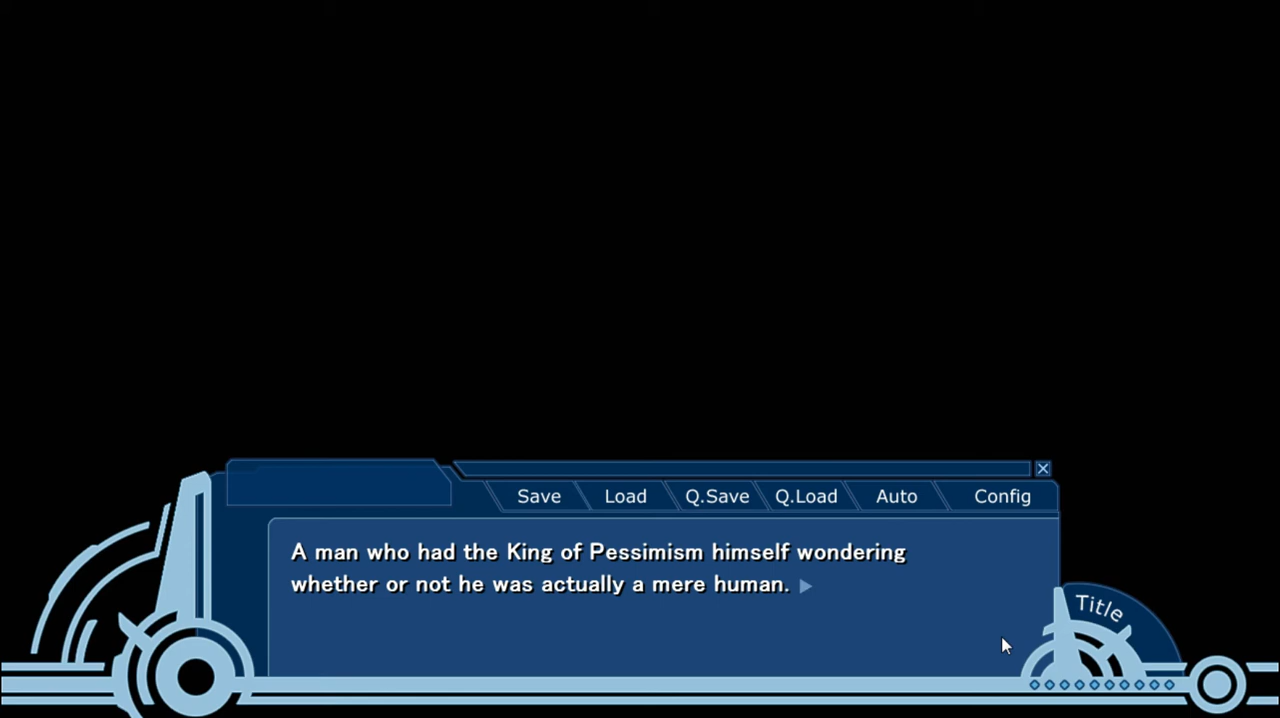 Save Load Q.Save Q.Load Auto Config
A man who had the King of Pessimism himself wondering
whether or not he was actually a mere human.
Title